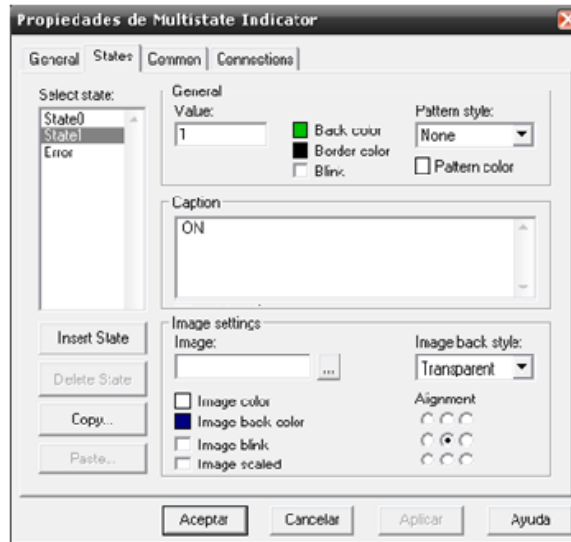 Propiedades de Multistate Indicator
General States Common Connections
Select state:
State0
State1
Error
Insert State
Delete State
Copy...
Paste...
General
Value:
1
Back color
Border color
Blink
Pattern style:
None
Pattern color
Caption
ON
Image settings
Image:
...
Image back style:
Transparent
Image color
Image back color
Image blink
Image scaled
Alignment
Aceptar Cancelar Aplicar Ayuda